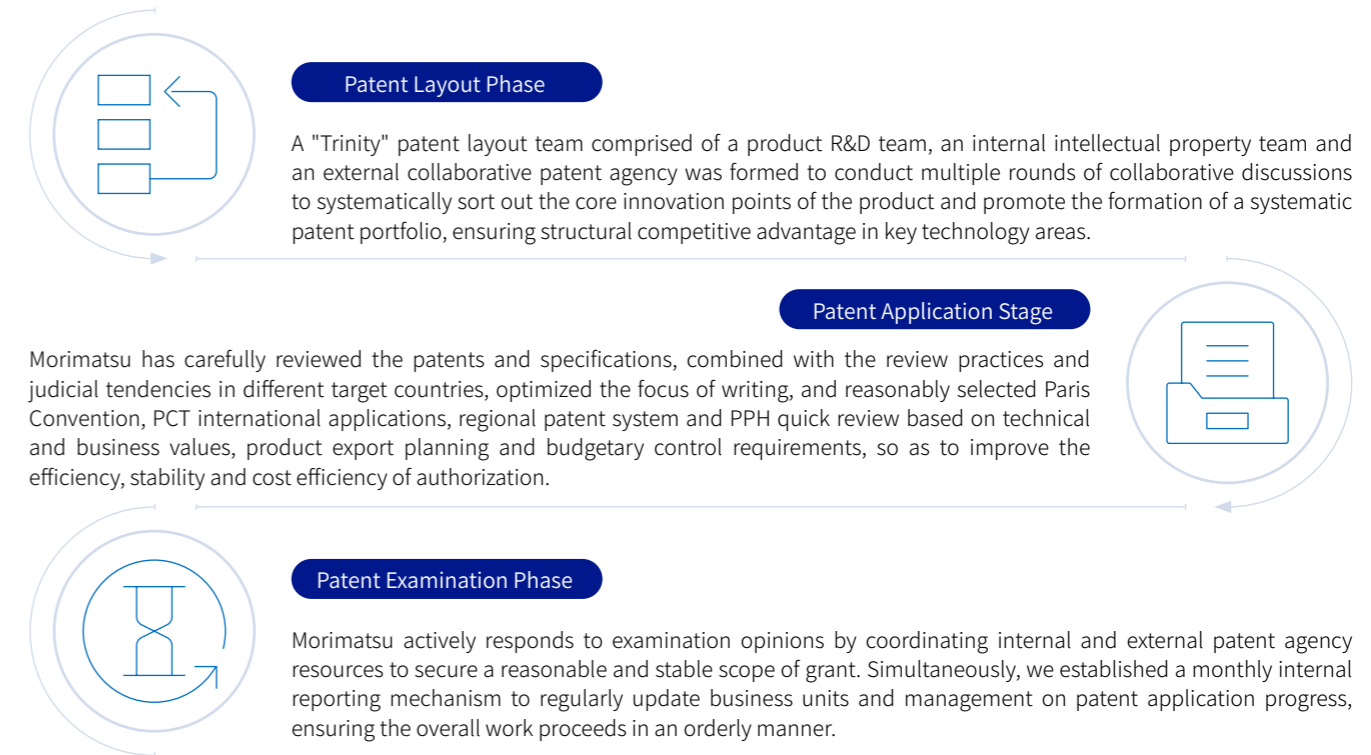 Patent Layout Phase
A "Trinity" patent layout team comprised of a product R&D team, an internal intellectual property team and
an external collaborative patent agency was formed to conduct multiple rounds of collaborative discussions
to systematically sort out the core innovation points of the product and promote the formation of a systematic
patent portfolio, ensuring structural competitive advantage in key technology areas.
Patent Application Stage
Morimatsu has carefully reviewed the patents and specifications, combined with the review practices and
judicial tendencies in different target countries, optimized the focus of writing, and reasonably selected Paris
Convention, PCT international applications, regional patent system and PPH quick review based on technical
and business values, product export planning and budgetary control requirements, so as to improve the
efficiency, stability and cost efficiency of authorization.
Patent Examination Phase
Morimatsu actively responds to examination opinions by coordinating internal and external patent agency
resources to secure a reasonable and stable scope of grant. Simultaneously, we established a monthly internal
reporting mechanism to regularly update business units and management on patent application progress,
ensuring the overall work proceeds in an orderly manner.